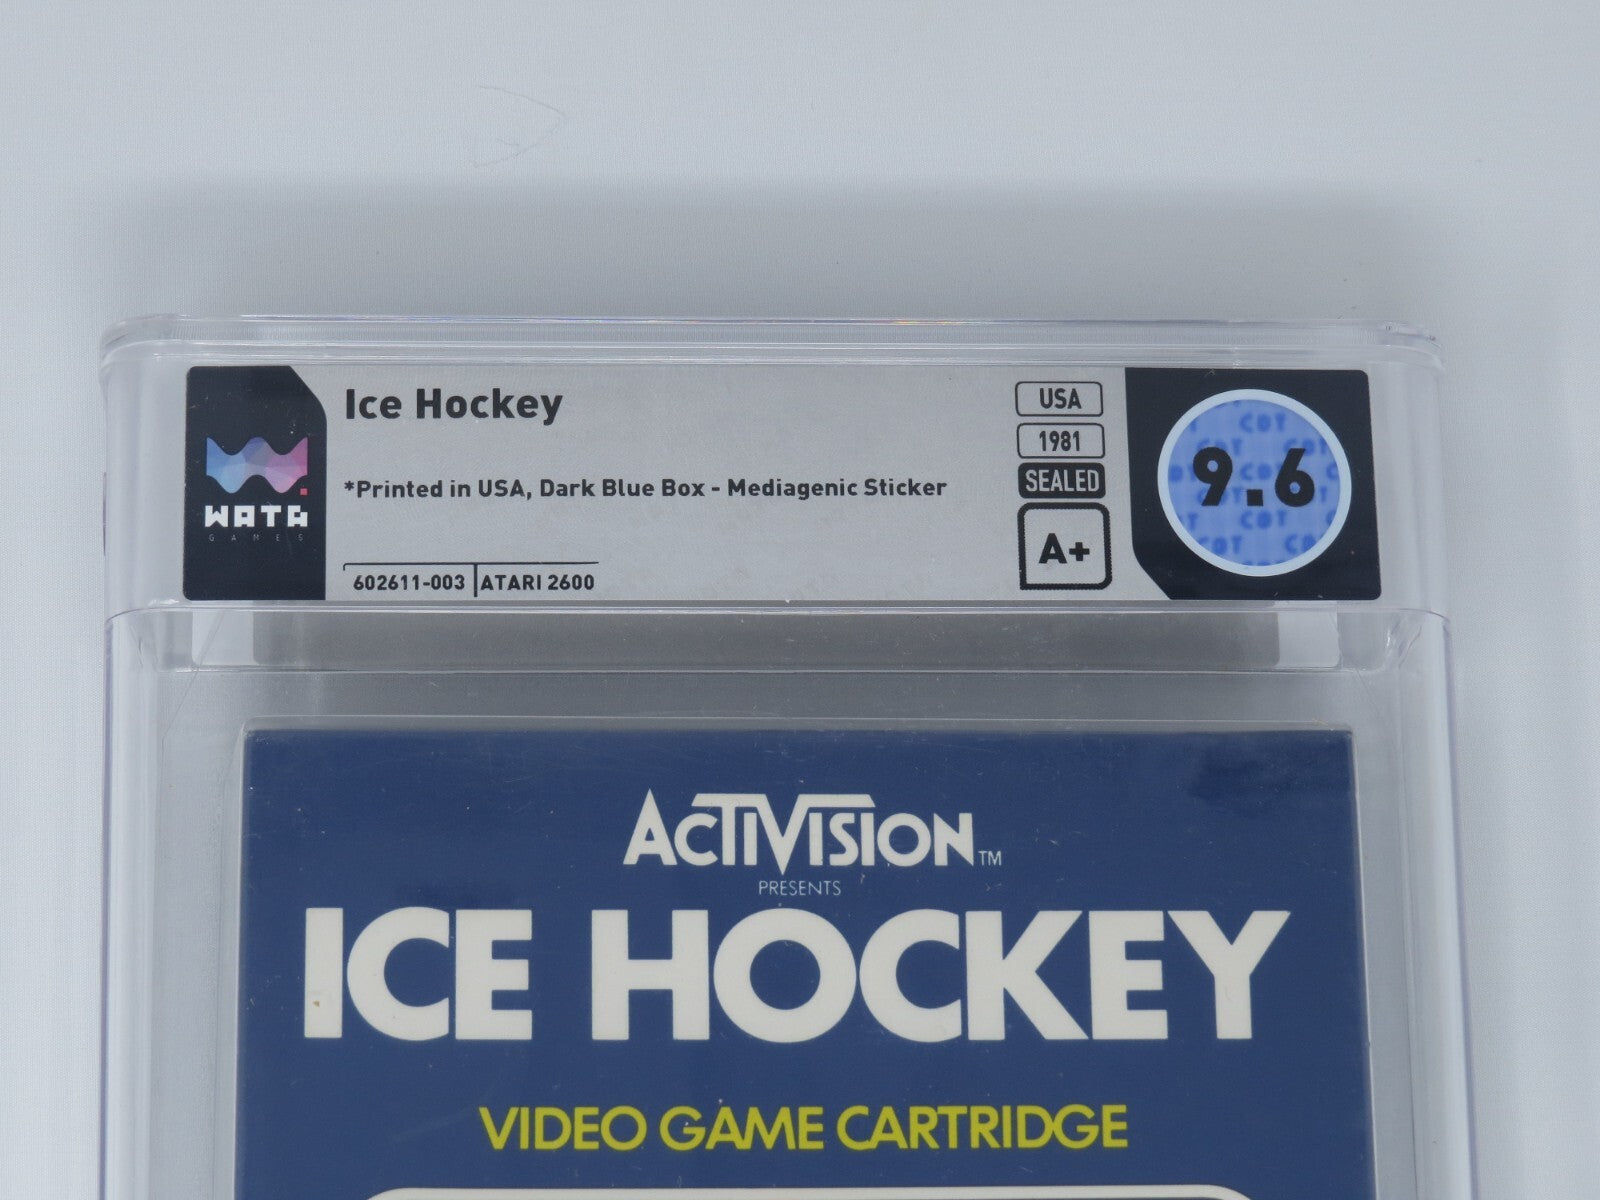 Ice Hockey
*Printed in USA, Dark Blue Box - Mediagenic Sticker
602611-003 ATARI 2600
WATA
GAMES
USA
1981
SEALED
A+
9.6
CDT
ACTIVISION™
PRESENTS
ICE HOCKEY
VIDEO GAME CARTRIDGE